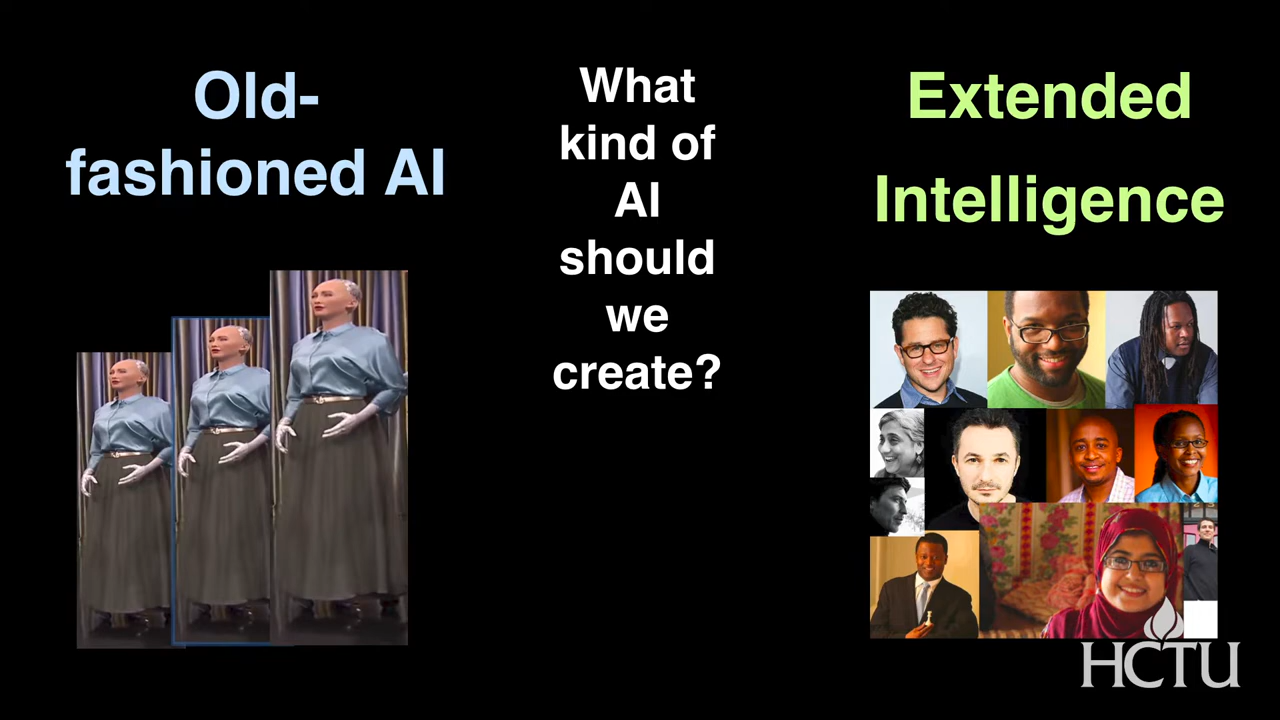 Old-
fashioned AI
What
kind of
AI
should
we
create?
Extended
Intelligence
HCTU